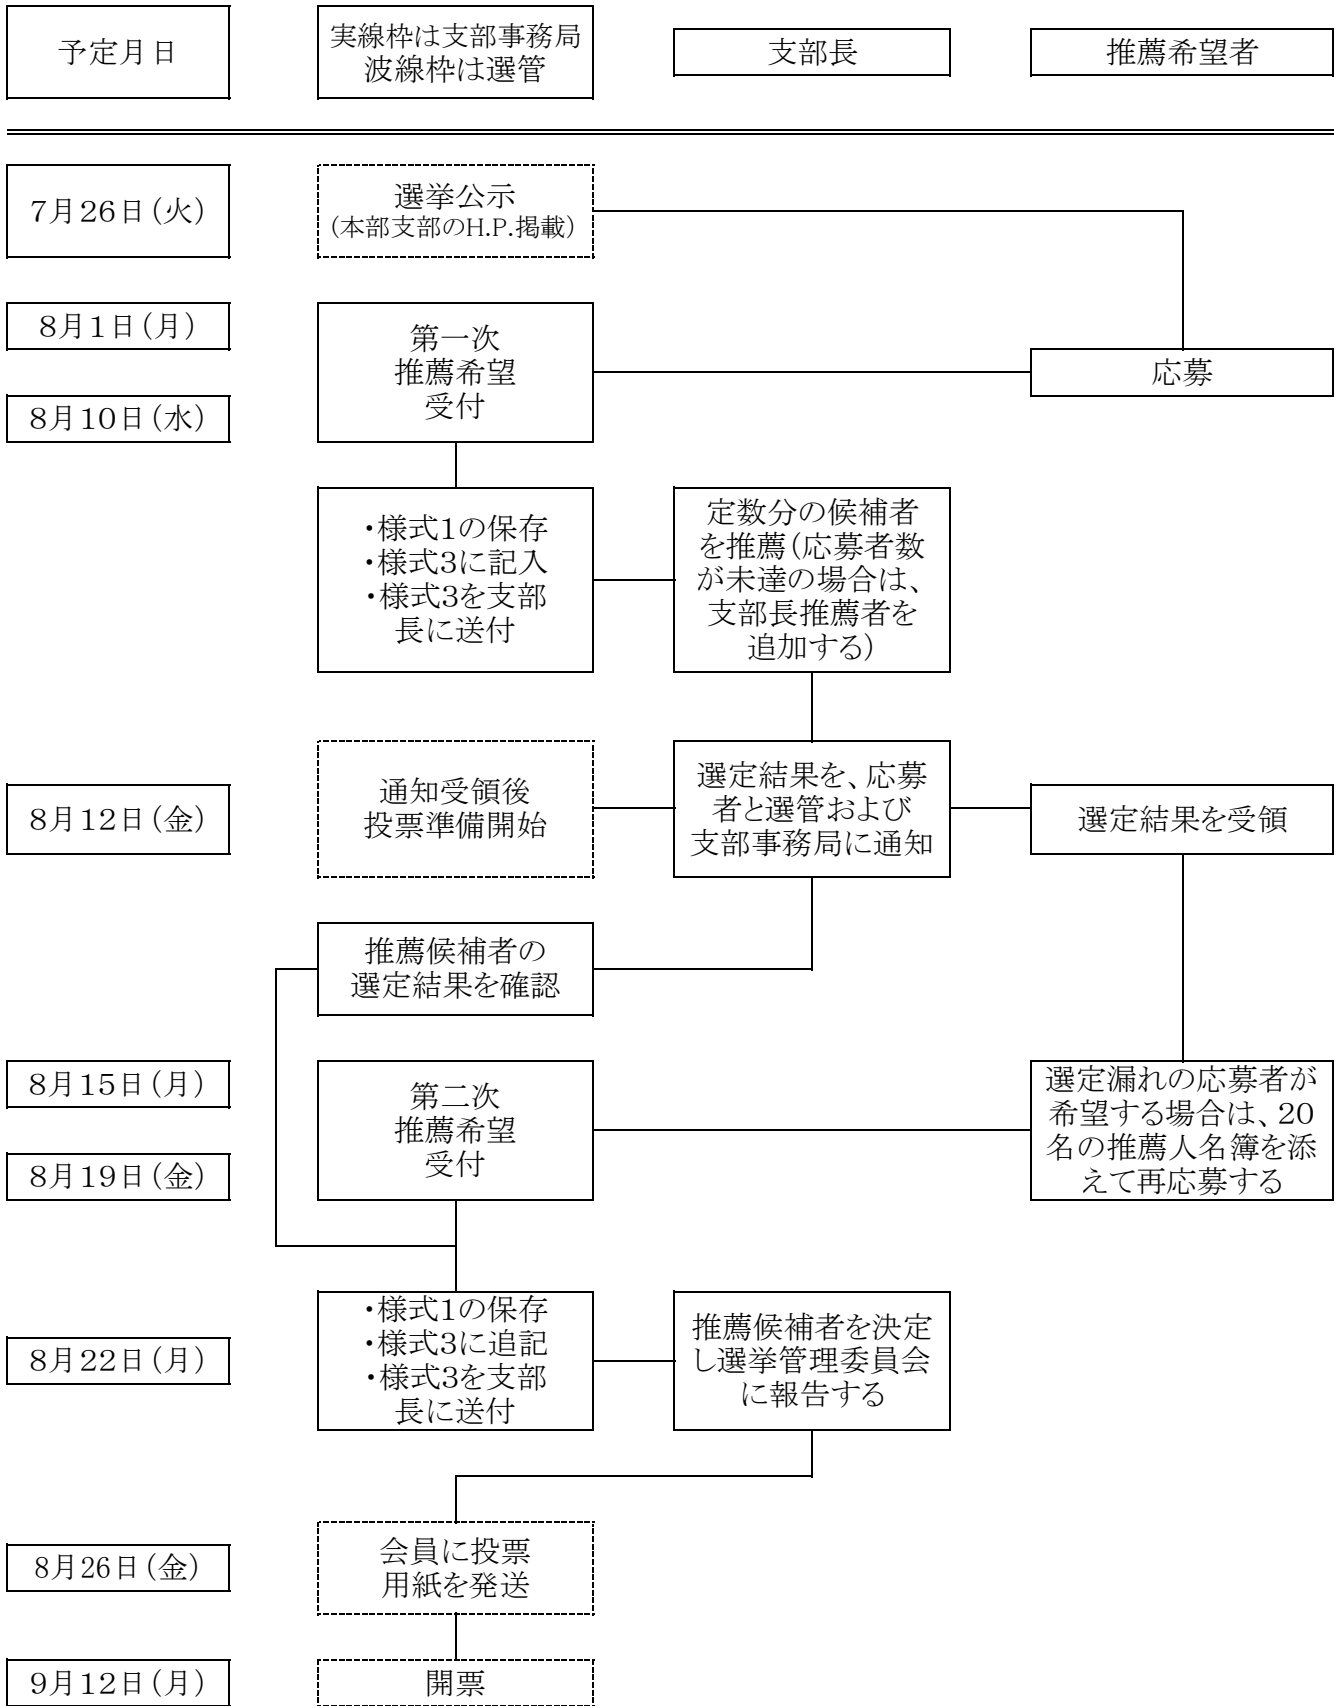 予定月日
実線枠は支部事務局
波線枠は選管
支部長
推薦希望者
7月26日(火)
選挙公示
(本部支部のH.P.掲載)
8月1日(月)
第一次
推薦希望
受付
応募
8月10日(水)
・様式1の保存
・様式3に記入
・様式3を支部
長に送付
定数分の候補者
を推薦(応募者数
が未達の場合は、
支部長推薦者を
追加する)
8月12日(金)
通知受領後
投票準備開始
選定結果を、応募
者と選管および
支部事務局に通知
選定結果を受領
推薦候補者の
選定結果を確認
8月15日(月)
第二次
推薦希望
受付
選定漏れの応募者が
希望する場合は、20
名の推薦人名簿を添
えて再応募する
8月19日(金)
・様式1の保存
・様式3に追記
・様式3を支部
長に送付
推薦候補者を決定
し選挙管理委員会
に報告する
8月22日(月)
8月26日(金)
会員に投票
用紙を発送
9月12日(月)
開票